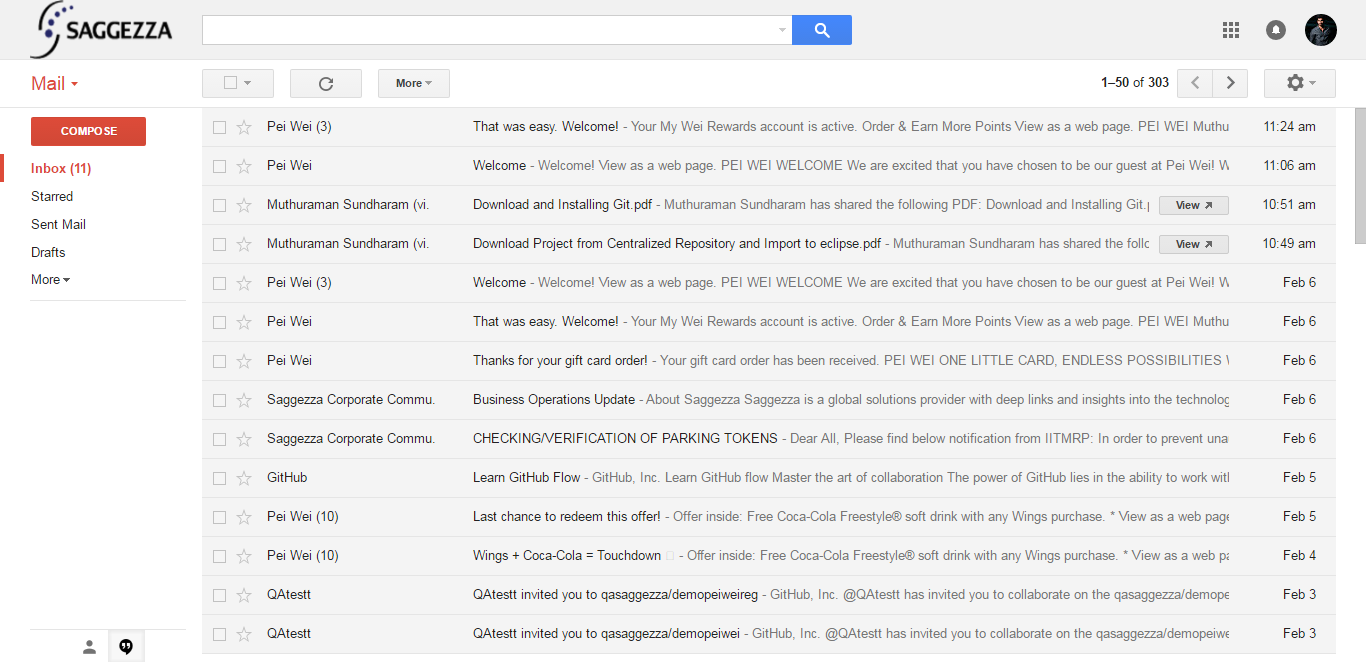 SAGGEZZA
Mail
More
1–50 of 303
COMPOSE
Inbox (11)
Starred
Sent Mail
Drafts
More
Pei Wei (3) That was easy. Welcome! - Your My Wei Rewards account is active. Order & Earn More Points View as a web page. PEI WEI Muthu 11:24 am
Pei Wei Welcome - Welcome! View as a web page. PEI WEI WELCOME We are excited that you have chosen to be our guest at Pei Wei! W 11:06 am
Muthuraman Sundharam (vi. Download and Installing Git.pdf - Muthuraman Sundharam has shared the following PDF: Download and Installing Git.p View 10:51 am
Muthuraman Sundharam (vi. Download Project from Centralized Repository and Import to eclipse.pdf - Muthuraman Sundharam has shared the follo View 10:49 am
Pei Wei (3) Welcome - Welcome! View as a web page. PEI WEI WELCOME We are excited that you have chosen to be our guest at Pei Wei! W Feb 6
Pei Wei That was easy. Welcome! - Your My Wei Rewards account is active. Order & Earn More Points View as a web page. PEI WEI Muthu Feb 6
Pei Wei Thanks for your gift card order! - Your gift card order has been received. PEI WEI ONE LITTLE CARD, ENDLESS POSSIBILITIES Feb 6
Saggezza Corporate Commu. Business Operations Update - About Saggezza Saggezza is a global solutions provider with deep links and insights into the technolog Feb 6
Saggezza Corporate Commu. CHECKING/VERIFICATION OF PARKING TOKENS - Dear All, Please find below notification from IITMRP: In order to prevent una Feb 6
GitHub Learn GitHub Flow - GitHub, Inc. Learn GitHub flow Master the art of collaboration The power of GitHub lies in the ability to work wit Feb 5
Pei Wei (10) Last chance to redeem this offer! - Offer inside: Free Coca-Cola Freestyle® soft drink with any Wings purchase. * View as a web page Feb 5
Pei Wei (10) Wings + Coca-Cola = Touchdown - Offer inside: Free Coca-Cola Freestyle® soft drink with any Wings purchase. * View as a web pa Feb 4
QAtestt QAtestt invited you to qasaggezza/demopeiweireg - GitHub, Inc. @QAtestt has invited you to collaborate on the qasaggezza/demope Feb 3
QAtestt QAtestt invited you to qasaggezza/demopeiwei - GitHub, Inc. @QAtestt has invited you to collaborate on the qasaggezza/demopeiwe Feb 3